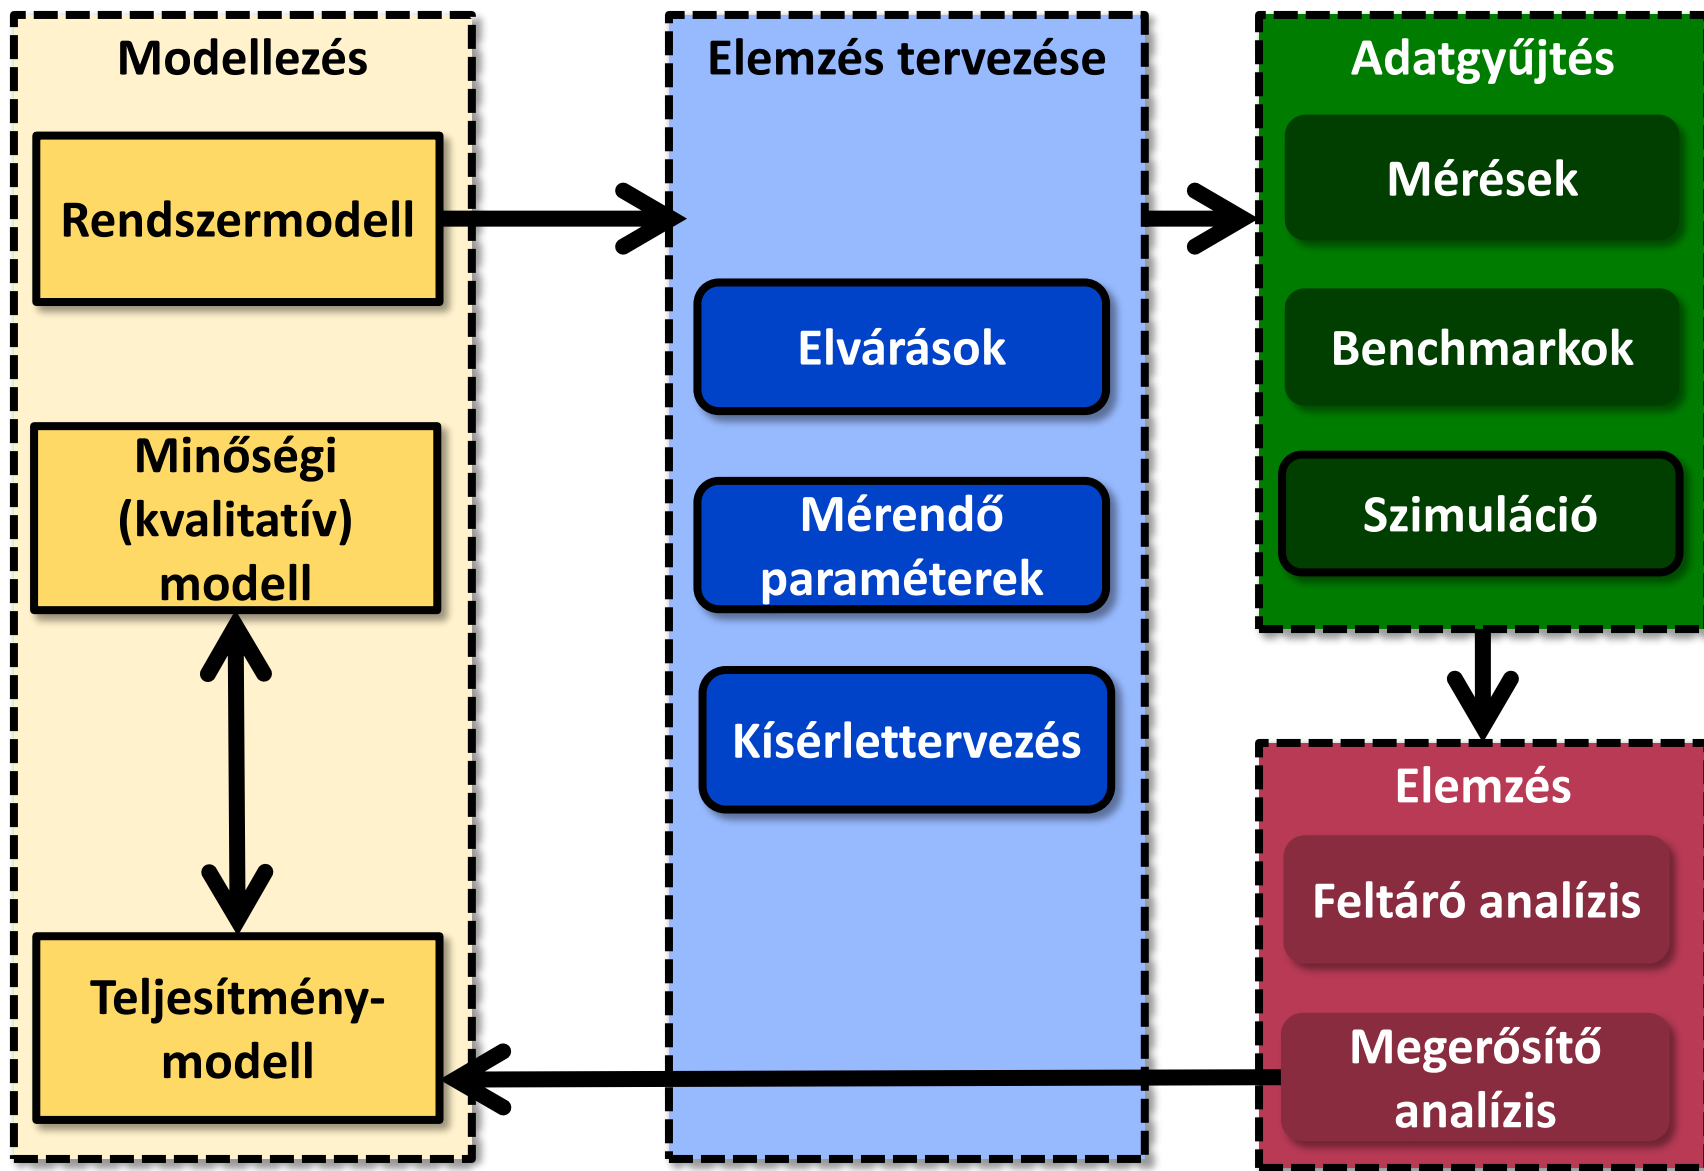 Modellezés
Rendszermodell
Minőségi
(kvalitatív)
modell
Teljesítmény-
modell
Elemzés tervezése
Elvárások
Mérendő
paraméterek
Kísérlettervezés
Adatgyűjtés
Mérések
Benchmarkok
Szimuláció
Elemzés
Feltáró analízis
Megerősítő
analízis